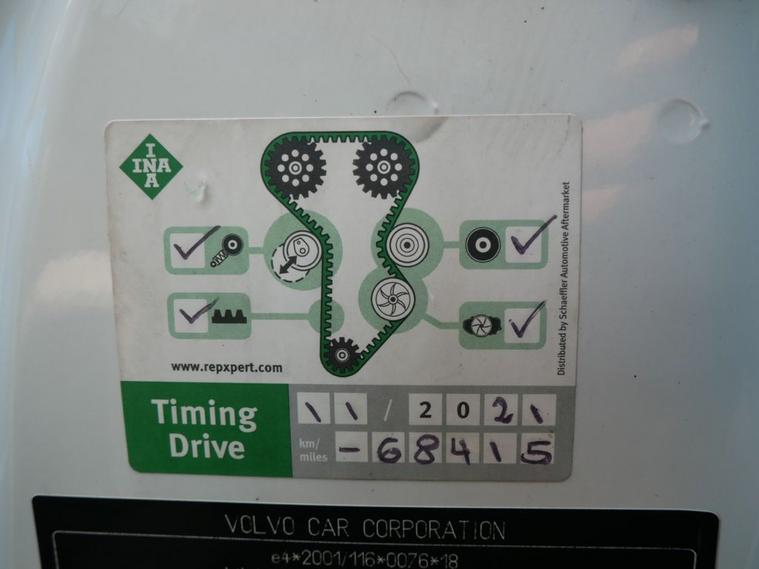 INA
INA
www.repxpert.com
Distributed by Schaeffler Automotive Aftermarket
Timing Drive
11 / 2021
km/miles - 68415
VOLVO CAR CORPORATION
e4*2001/116*0076*18